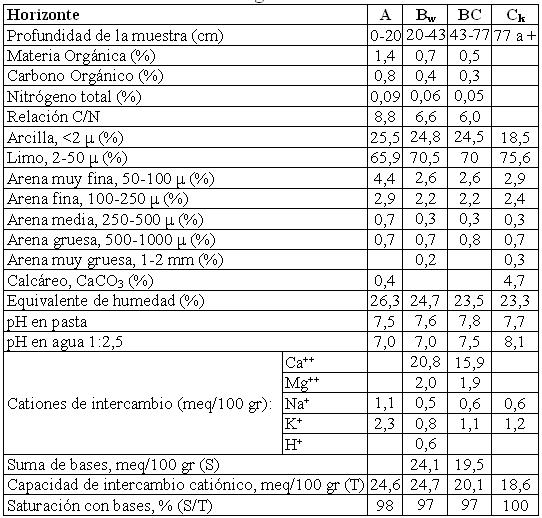 Horizonte A Bw BC Ck
Profundidad de la muestra (cm) 0-20 20-43 43-77 77 a +
Materia Orgánica (%) 1,4 0,7 0,5
Carbono Orgánico (%) 0,8 0,4 0,3
Nitrógeno total (%) 0,09 0,06 0,05
Relación C/N 8,8 6,6 6,0
Arcilla, <2 μ (%) 25,5 24,8 24,5 18,5
Limo, 2-50 μ (%) 65,9 70,5 70 75,6
Arena muy fina, 50-100 μ (%) 4,4 2,6 2,6 2,9
Arena fina, 100-250 μ (%) 2,9 2,2 2,2 2,4
Arena media, 250-500 μ (%) 0,7 0,3 0,3 0,3
Arena gruesa, 500-1000 μ (%) 0,7 0,7 0,8 0,7
Arena muy gruesa, 1-2 mm (%) 0,2 0,3
Calcáreo, CaCO3 (%) 0,4 4,7
Equivalente de humedad (%) 26,3 24,7 23,5 23,3
pH en pasta 7,5 7,6 7,8 7,7
pH en agua 1:2,5 7,0 7,0 7,5 8,1
Cationes de intercambio (meq/100 gr):
Ca++ 20,8 15,9
Mg++ 2,0 1,9
Na+ 1,1 0,5 0,6 0,6
K+ 2,3 0,8 1,1 1,2
H+ 0,6
Suma de bases, meq/100 gr (S) 24,1 19,5
Capacidad de intercambio catiónico, meq/100 gr (T) 24,6 24,7 20,1 18,6
Saturación con bases, % (S/T) 98 97 97 100